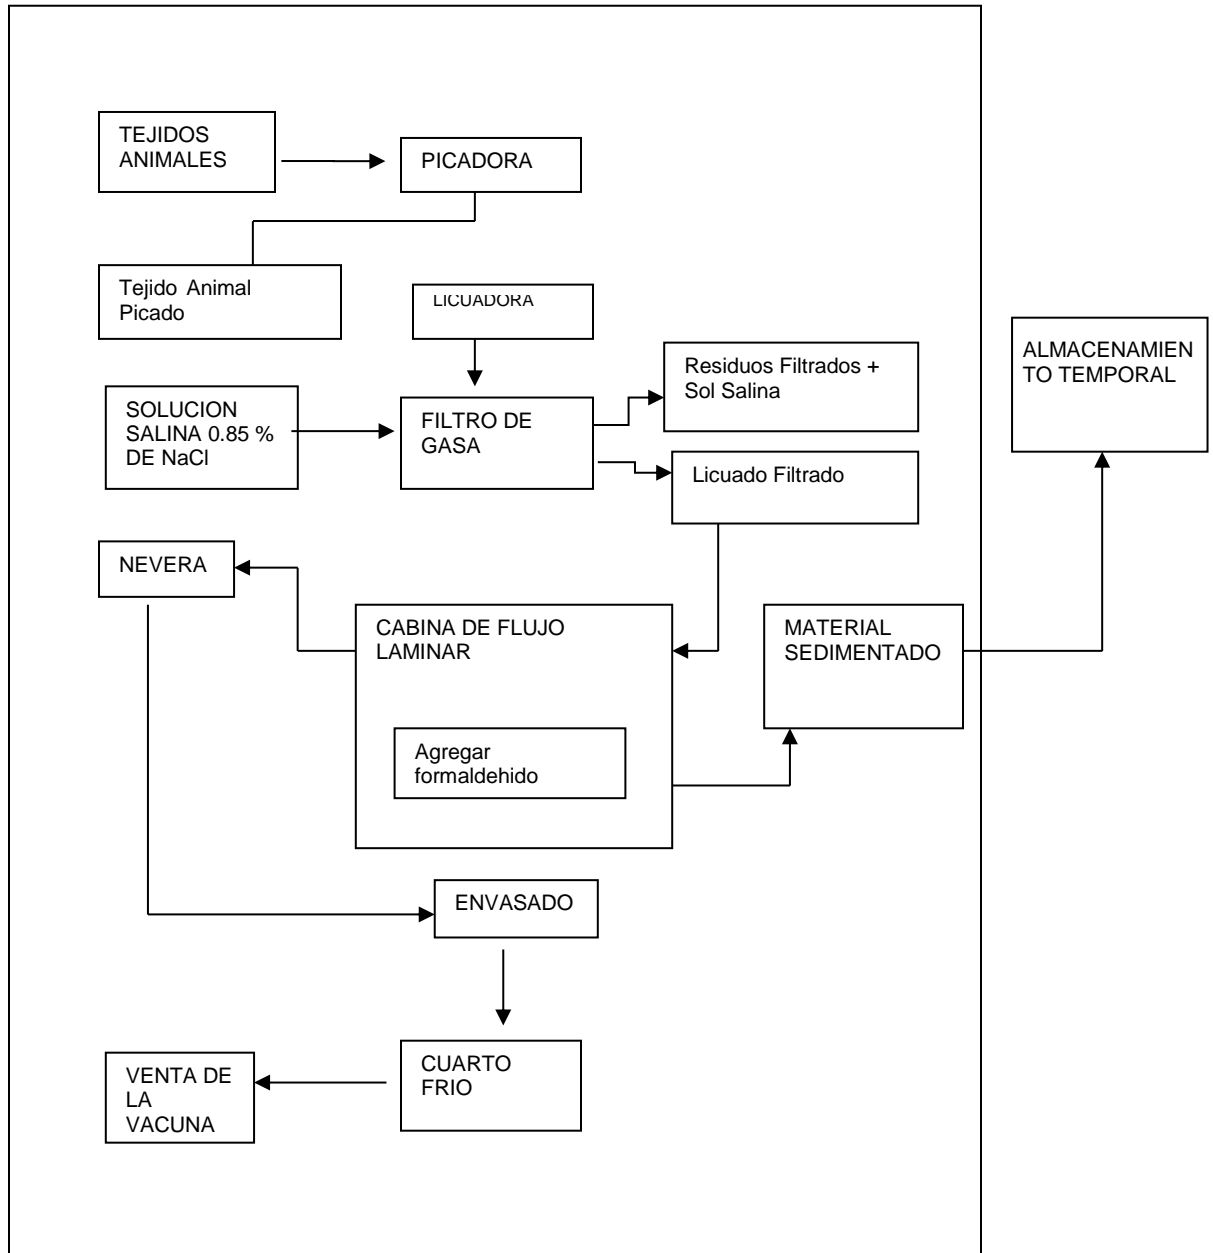 TEJIDOS
ANIMALES
PICADORA
Tejido Animal
Picado
LICUADORA
SOLUCION
SALINA 0.85 %
DE NaCl
FILTRO DE
GASA
Residuos Filtrados +
Sol Salina
Licuado Filtrado
ALMACENAMIEN
TO TEMPORAL
NEVERA
CABINA DE FLUJO
LAMINAR
Agregar
formaldehido
MATERIAL
SEDIMENTADO
ENVASADO
CUARTO
FRIO
VENTA DE
LA
VACUNA